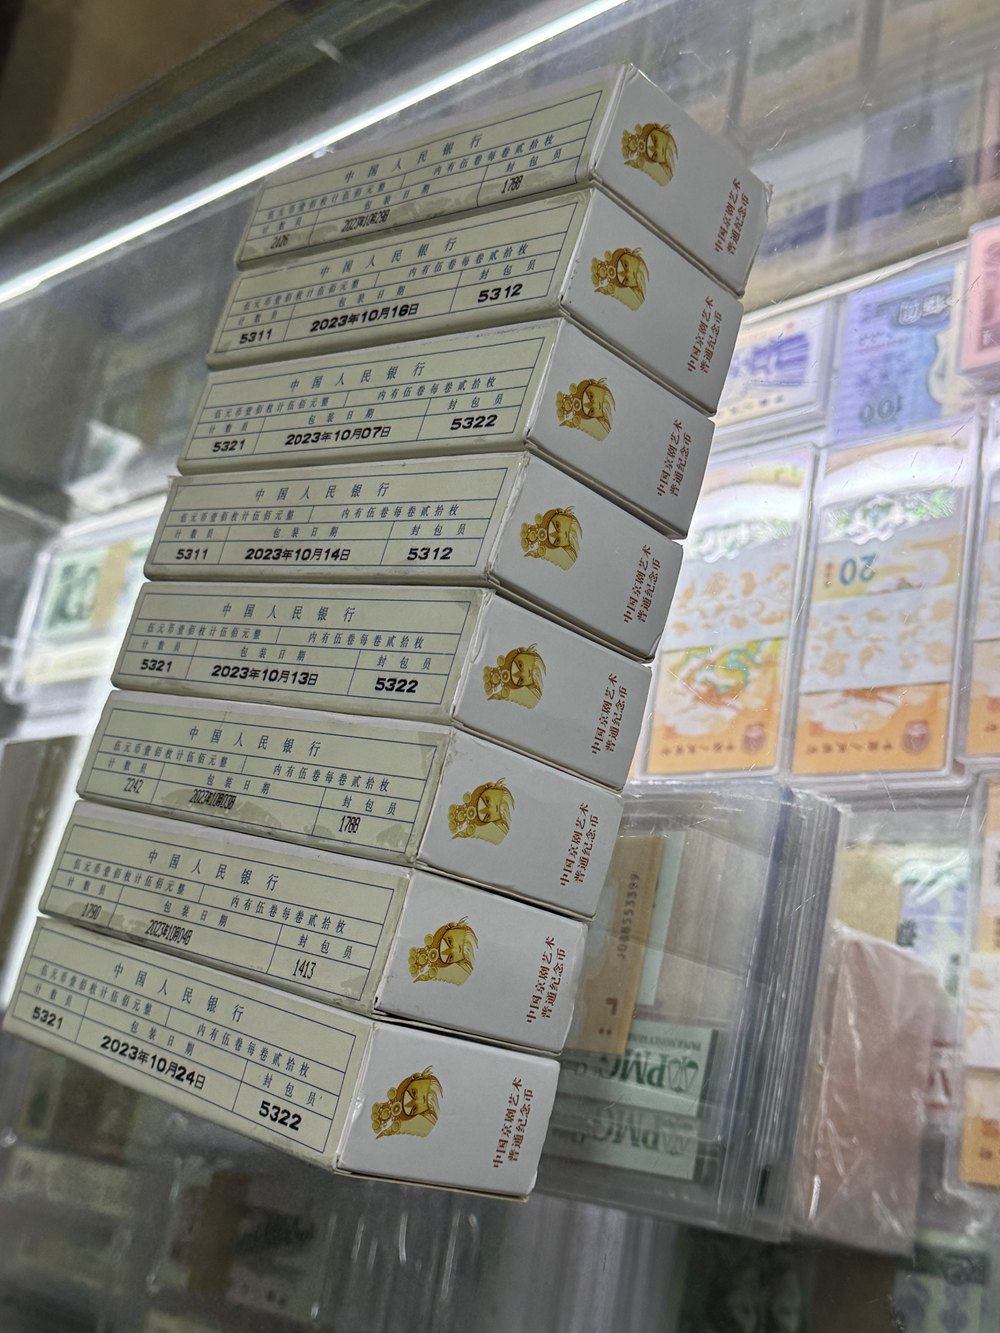 中国人民银行
伍元币壹佰枚计伍佰元整 内有伍卷每卷贰拾枚
计数员 包装日期 封包员
2126 1788
中国京剧艺术
普通纪念币
中国人民银行
伍元币壹佰枚计伍佰元整 内有伍卷每卷贰拾枚
计数员 包装日期 封包员
5311 2023年10月16日 5312
中国京剧艺术
普通纪念币
中国人民银行
伍元币壹佰枚计伍佰元整 内有伍卷每卷贰拾枚
计数员 包装日期 封包员
5321 2023年10月07日 5322
中国京剧艺术
普通纪念币
中国人民银行
伍元币壹佰枚计伍佰元整 内有伍卷每卷贰拾枚
计数员 包装日期 封包员
5311 2023年10月14日 5312
中国京剧艺术
普通纪念币
中国人民银行
伍元币壹佰枚计伍佰元整 内有伍卷每卷贰拾枚
计数员 包装日期 封包员
5321 2023年10月13日 5322
中国京剧艺术
普通纪念币
中国人民银行
伍元币壹佰枚计伍佰元整 内有伍卷每卷贰拾枚
计数员 包装日期 封包员
2242 2023年10月03日 1788
中国京剧艺术
普通纪念币
中国人民银行
伍元币壹佰枚计伍佰元整 内有伍卷每卷贰拾枚
计数员 包装日期 封包员
1790 2023年10月04日 1413
中国京剧艺术
普通纪念币
中国人民银行
伍元币壹佰枚计伍佰元整 内有伍卷每卷贰拾枚
计数员 包装日期 封包员
5321 2023年10月24日 5322
中国京剧艺术
普通纪念币
100
20
J088553399
PMG
PMG